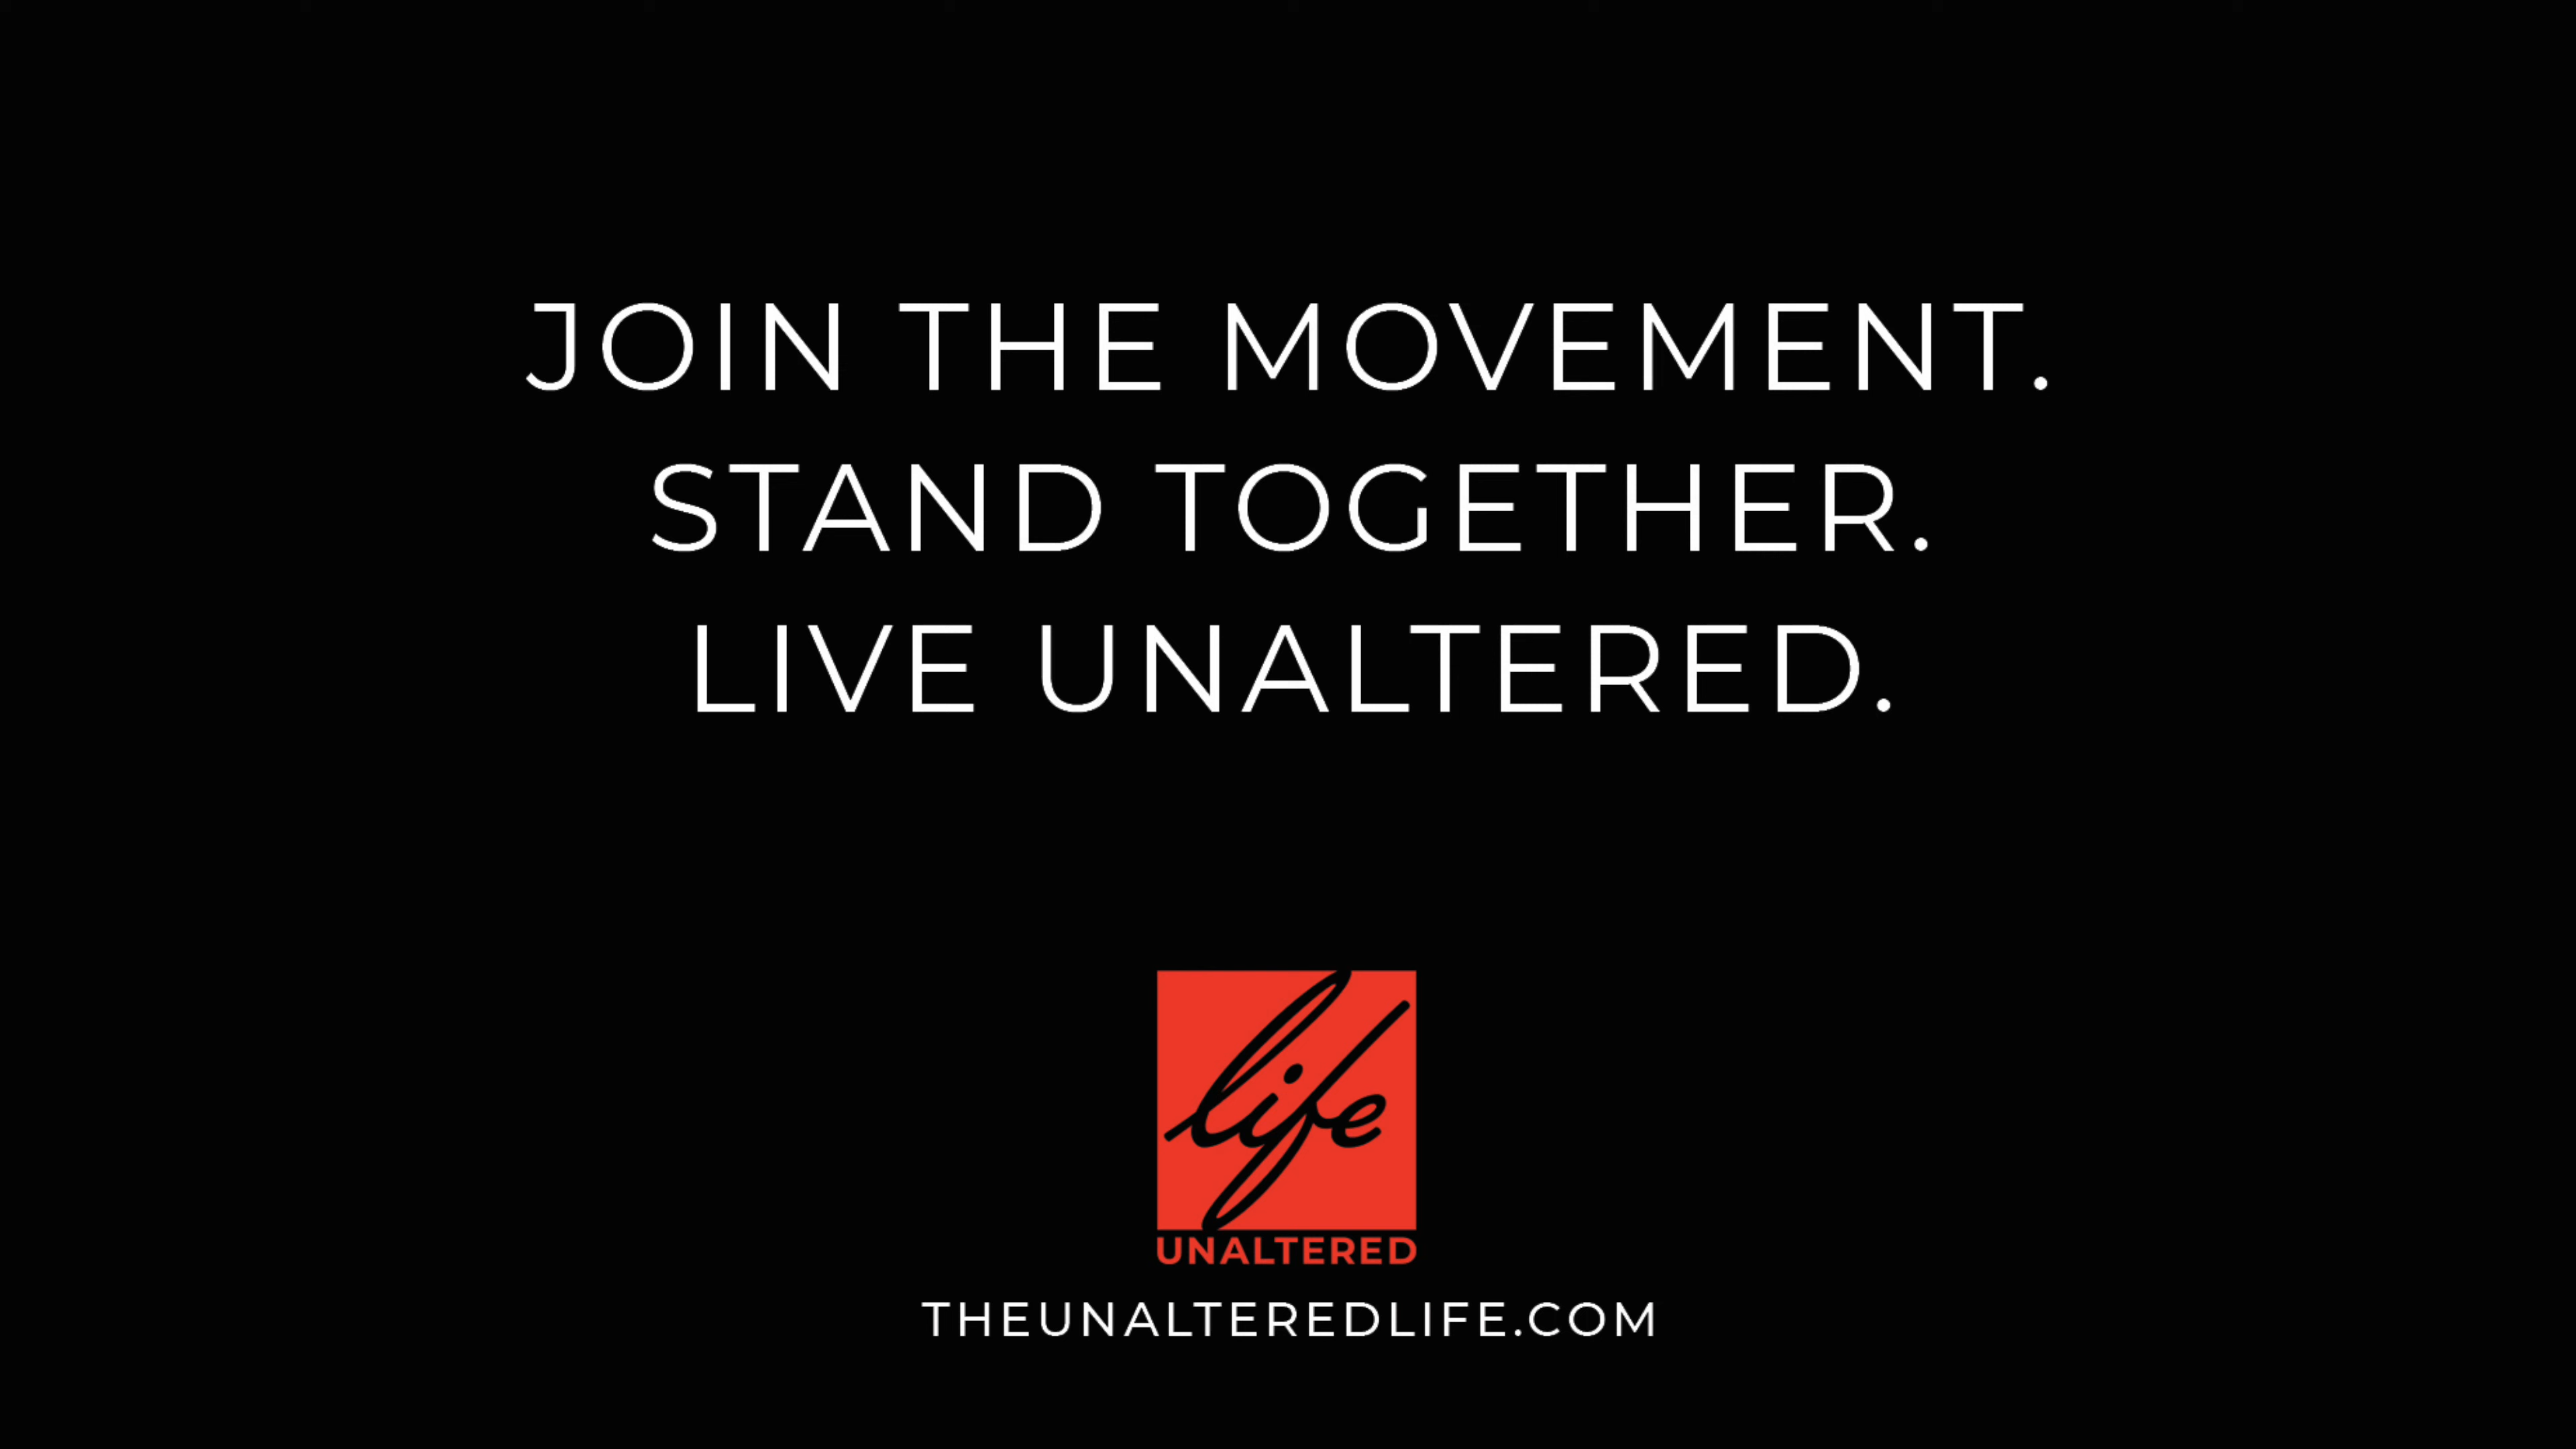 JOIN THE MOVEMENT.
STAND TOGETHER.
LIVE UNALTERED.
life
UNALTERED
THEUNALTEREDLIFE.COM